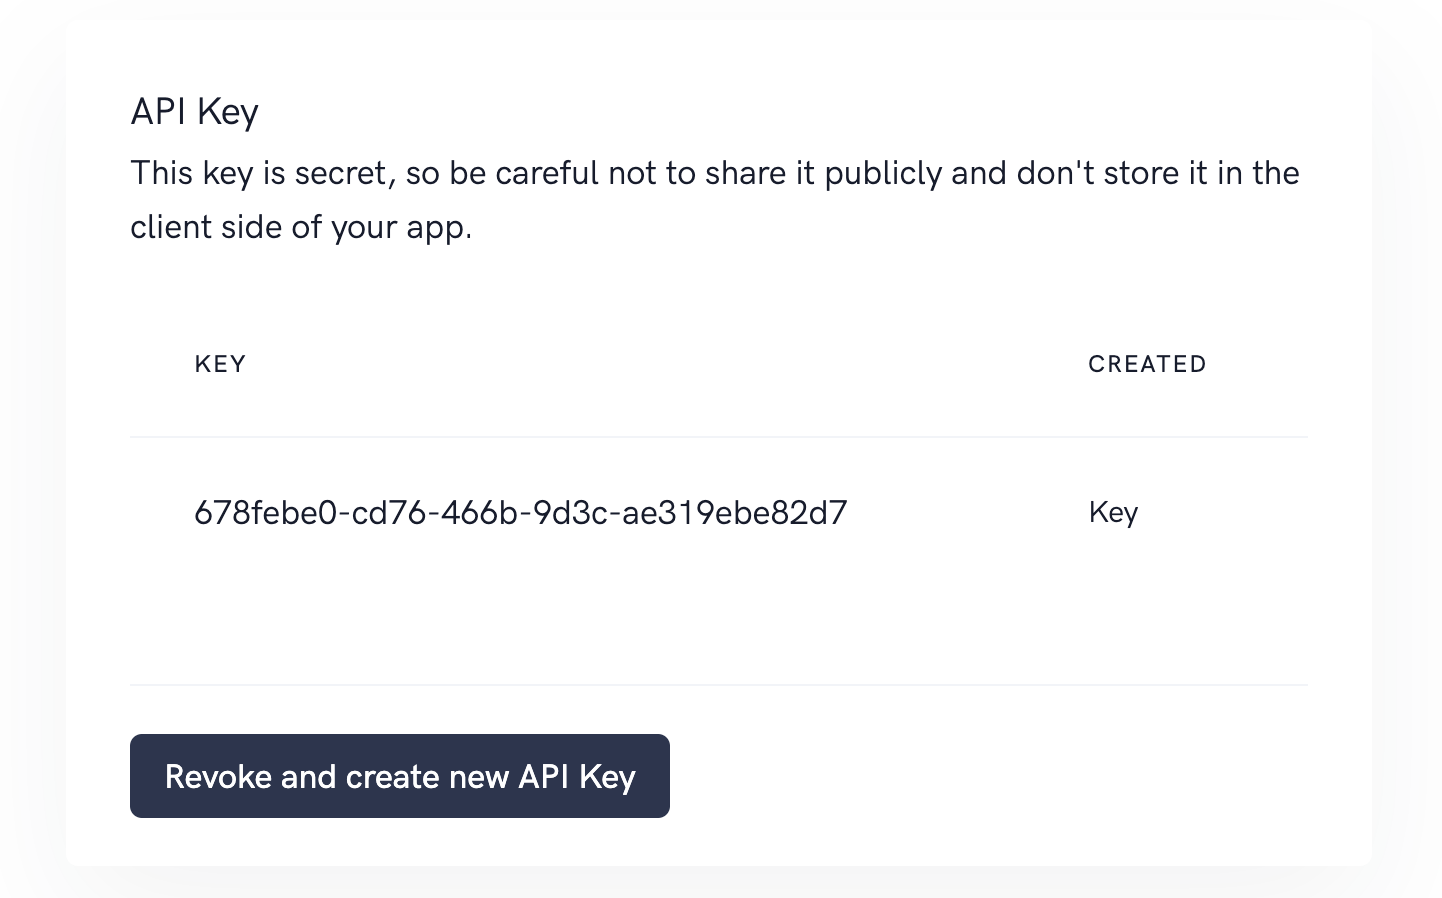 API Key
This key is secret, so be careful not to share it publicly and don't store it in the
client side of your app.
KEY CREATED
678febe0-cd76-466b-9d3c-ae319ebe82d7 Key
Revoke and create new API Key